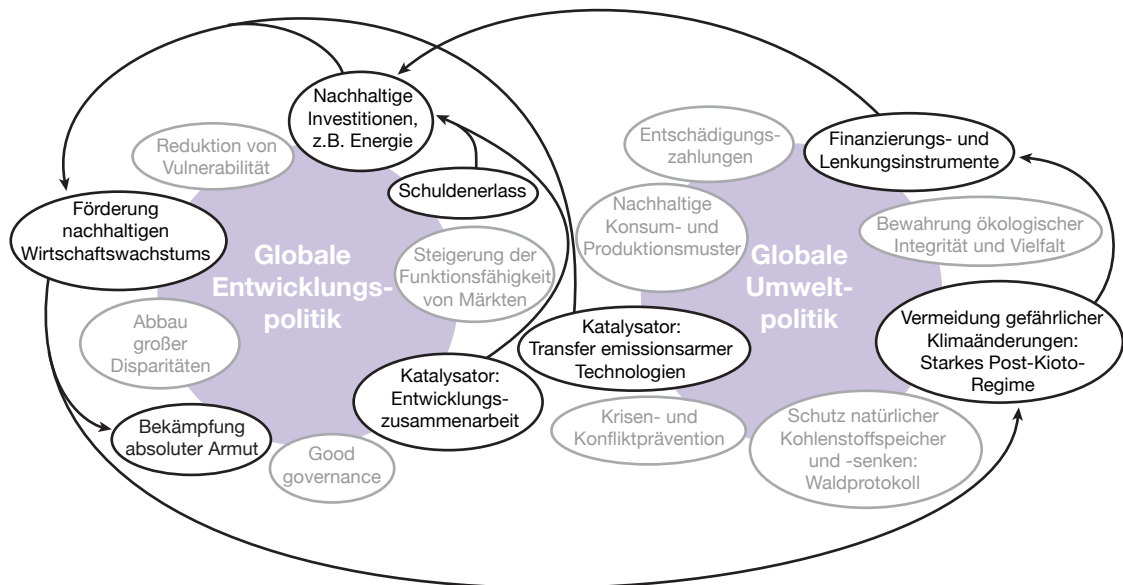 Nachhaltige
Investitionen,
z.B. Energie
Reduktion von
Vulnerabilität
Schuldenerlass
Förderung
nachhaltigen
Wirtschaftswachstums
Globale
Entwicklungs-
politik
Steigerung der
Funktionsfähigkeit
von Märkten
Abbau
großer
Disparitäten
Katalysator:
Entwicklungs-
zusammenarbeit
Bekämpfung
absoluter Armut
Good
governance
Entschädigungs-
zahlungen
Finanzierungs- und
Lenkungsinstrumente
Nachhaltige
Konsum- und
Produktionsmuster
Bewahrung ökologischer
Integrität und Vielfalt
Globale
Umwelt-
politik
Katalysator:
Transfer emissionsarmer
Technologien
Vermeidung gefährlicher
Klimaänderungen:
Starkes Post-Kioto-
Regime
Krisen- und
Konfliktprävention
Schutz natürlicher
Kohlenstoffspeicher
und -senken:
Waldprotokoll